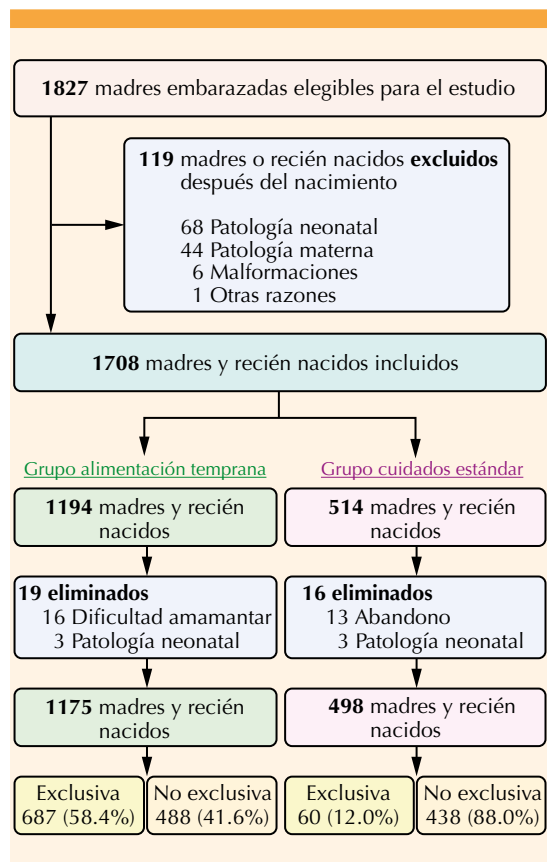 1827 madres embarazadas elegibles para el estudio
119 madres o recién nacidos excluidos
después del nacimiento
68 Patología neonatal
44 Patología materna
6 Malformaciones
1 Otras razones
1708 madres y recién nacidos incluidos
Grupo alimentación temprana
1194 madres y recién
nacidos
19 eliminados
16 Dificultad amamantar
3 Patología neonatal
1175 madres y recién
nacidos
Exclusiva
687 (58.4%)
No exclusiva
488 (41.6%)
Grupo cuidados estándar
514 madres y recién
nacidos
16 eliminados
13 Abandono
3 Patología neonatal
498 madres y recién
nacidos
Exclusiva
60 (12.0%)
No exclusiva
438 (88.0%)